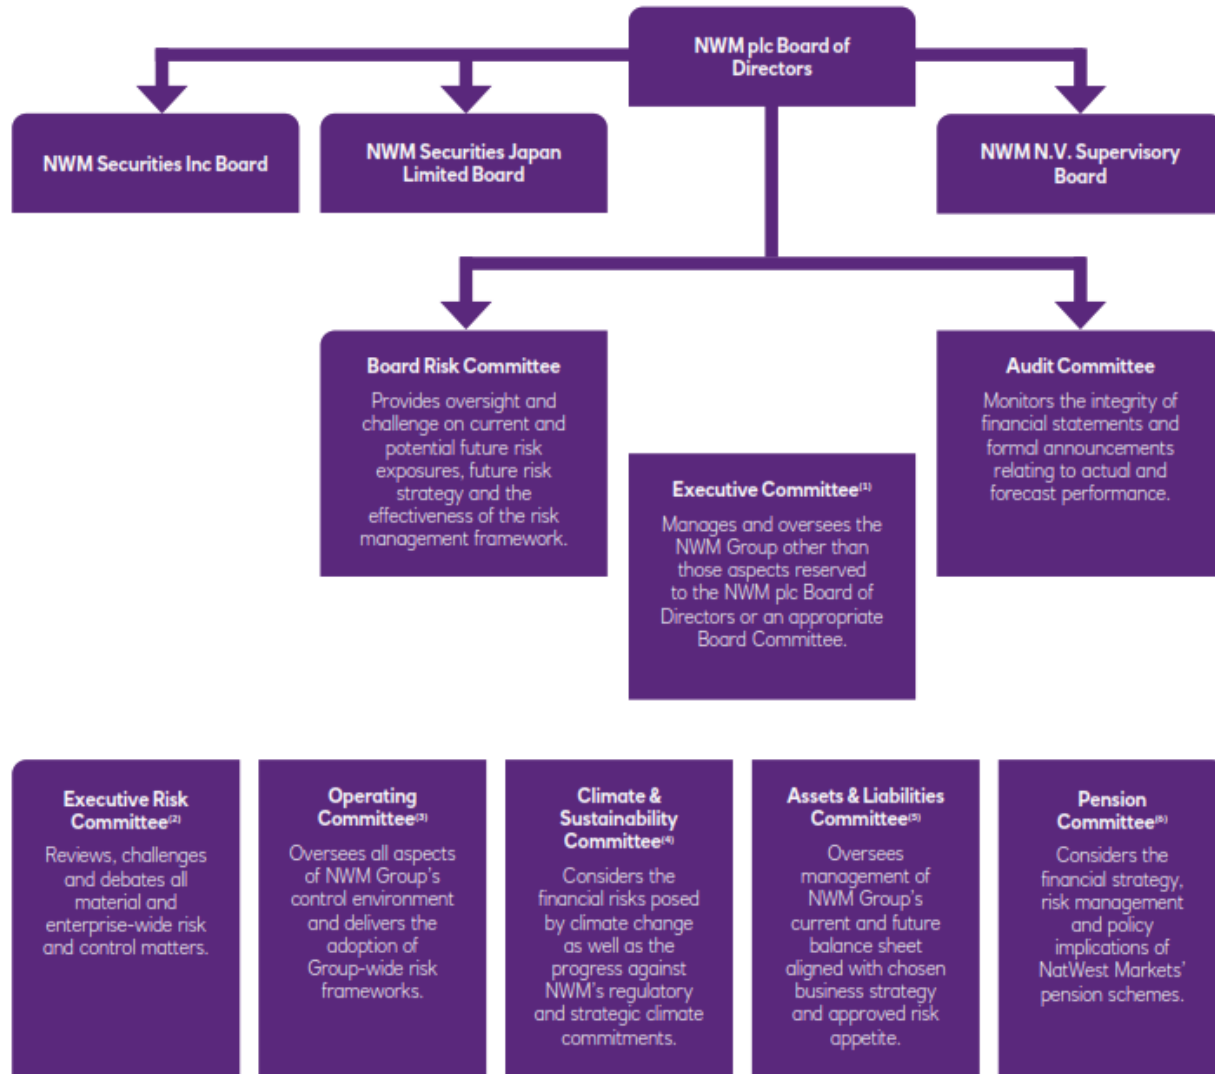 NWM plc Board of
Directors
NWM Securities Inc Board
NWM Securities Japan
Limited Board
NWM N.V. Supervisory
Board
Board Risk Committee
Provides oversight and
challenge on current and
potential future risk
exposures, future risk
strategy and the
effectiveness of the risk
management framework.
Executive Committee(1)
Manages and oversees the
NWM Group other than
those aspects reserved
to the NWM plc Board of
Directors or an appropriate
Board Committee.
Audit Committee
Monitors the integrity of
financial statements and
formal announcements
relating to actual and
forecast performance.
Executive Risk
Committee(2)
Reviews, challenges
and debates all
material and
enterprise-wide risk
and control matters.
Operating
Committee(3)
Oversees all aspects
of NWM Group's
control environment
and delivers the
adoption of
Group-wide risk
frameworks.
Climate &
Sustainability
Committee(4)
Considers the
financial risks posed
by climate change
as well as the
progress against
NWM's regulatory
and strategic climate
commitments.
Assets & Liabilities
Committee(5)
Oversees
management of
NWM Group's
current and future
balance sheet
aligned with chosen
business strategy
and approved risk
appetite.
Pension
Committee(6)
Considers the
financial strategy,
risk management
and policy
implications of
NatWest Markets'
pension schemes.